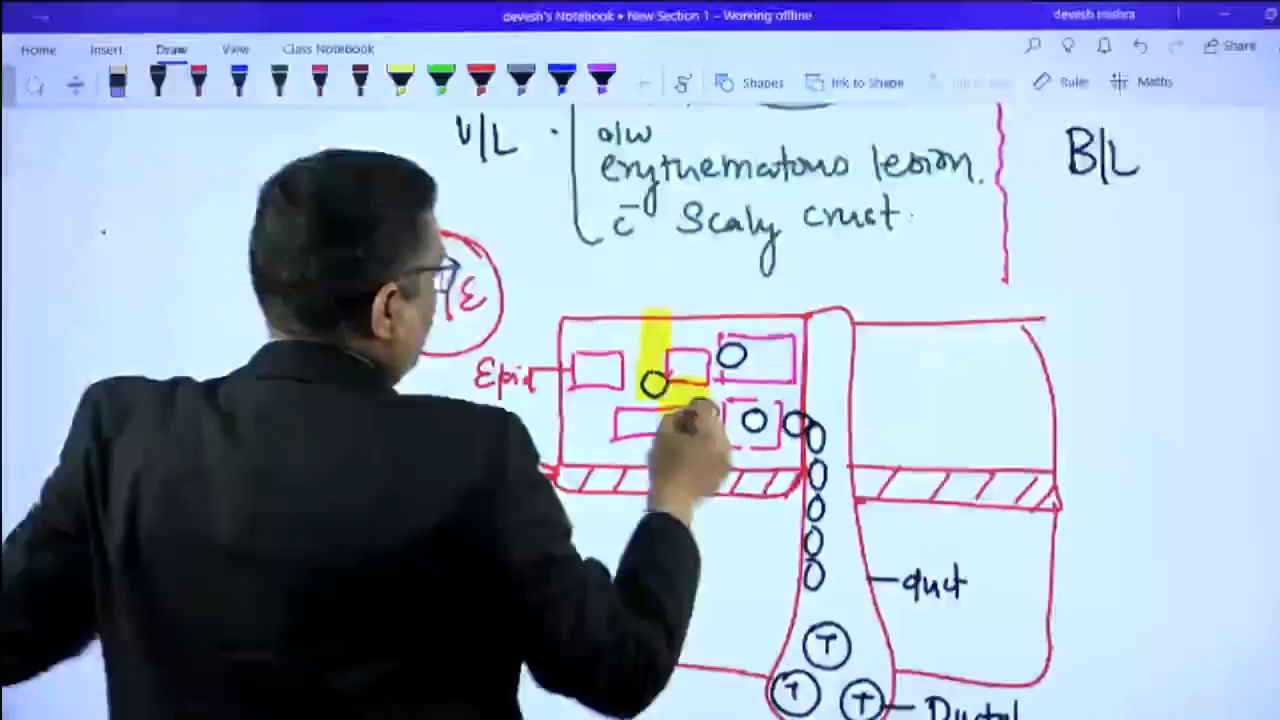 devesh's Notebook • New Section 1 – Working offline
devesh mishra
Home Insert Draw View Class Notebook
Share
Shapes Ink to Shape Ruler Maths
U/L
o/w
erythematous lesion.
c̄ Scaly crust.
B/L
E
Epid
duct
T
T T
Ductal